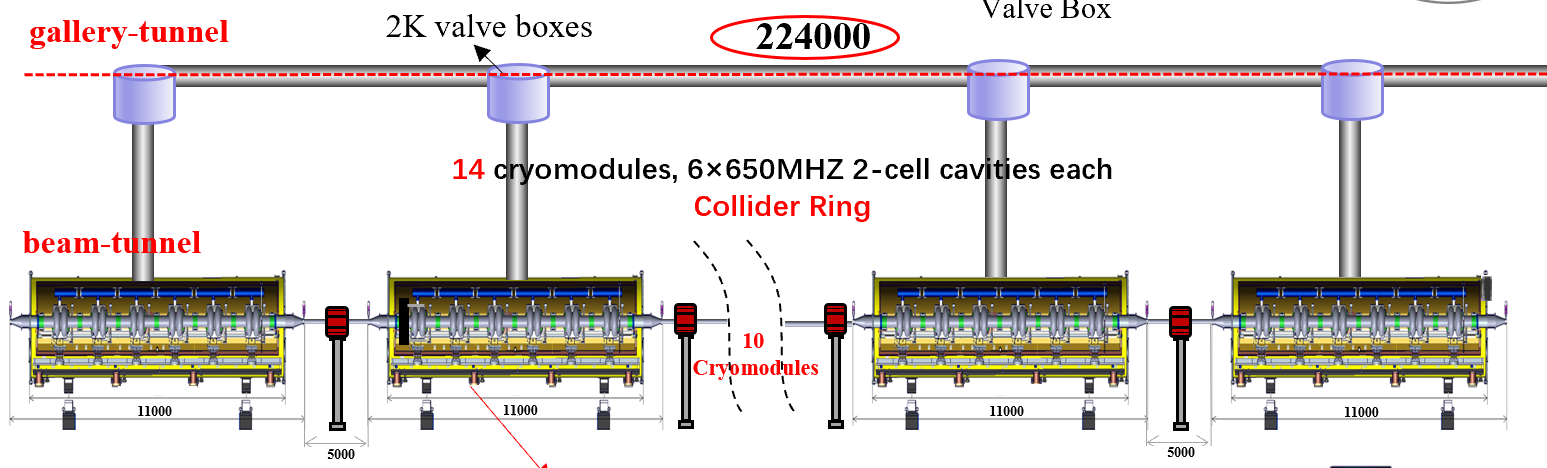 Valve Box
gallery-tunnel
2K valve boxes
224000
14 cryomodules, 6×650MHZ 2-cell cavities each
Collider Ring
beam-tunnel
10
Cryomodules
11000
11000
11000
11000
5000
5000